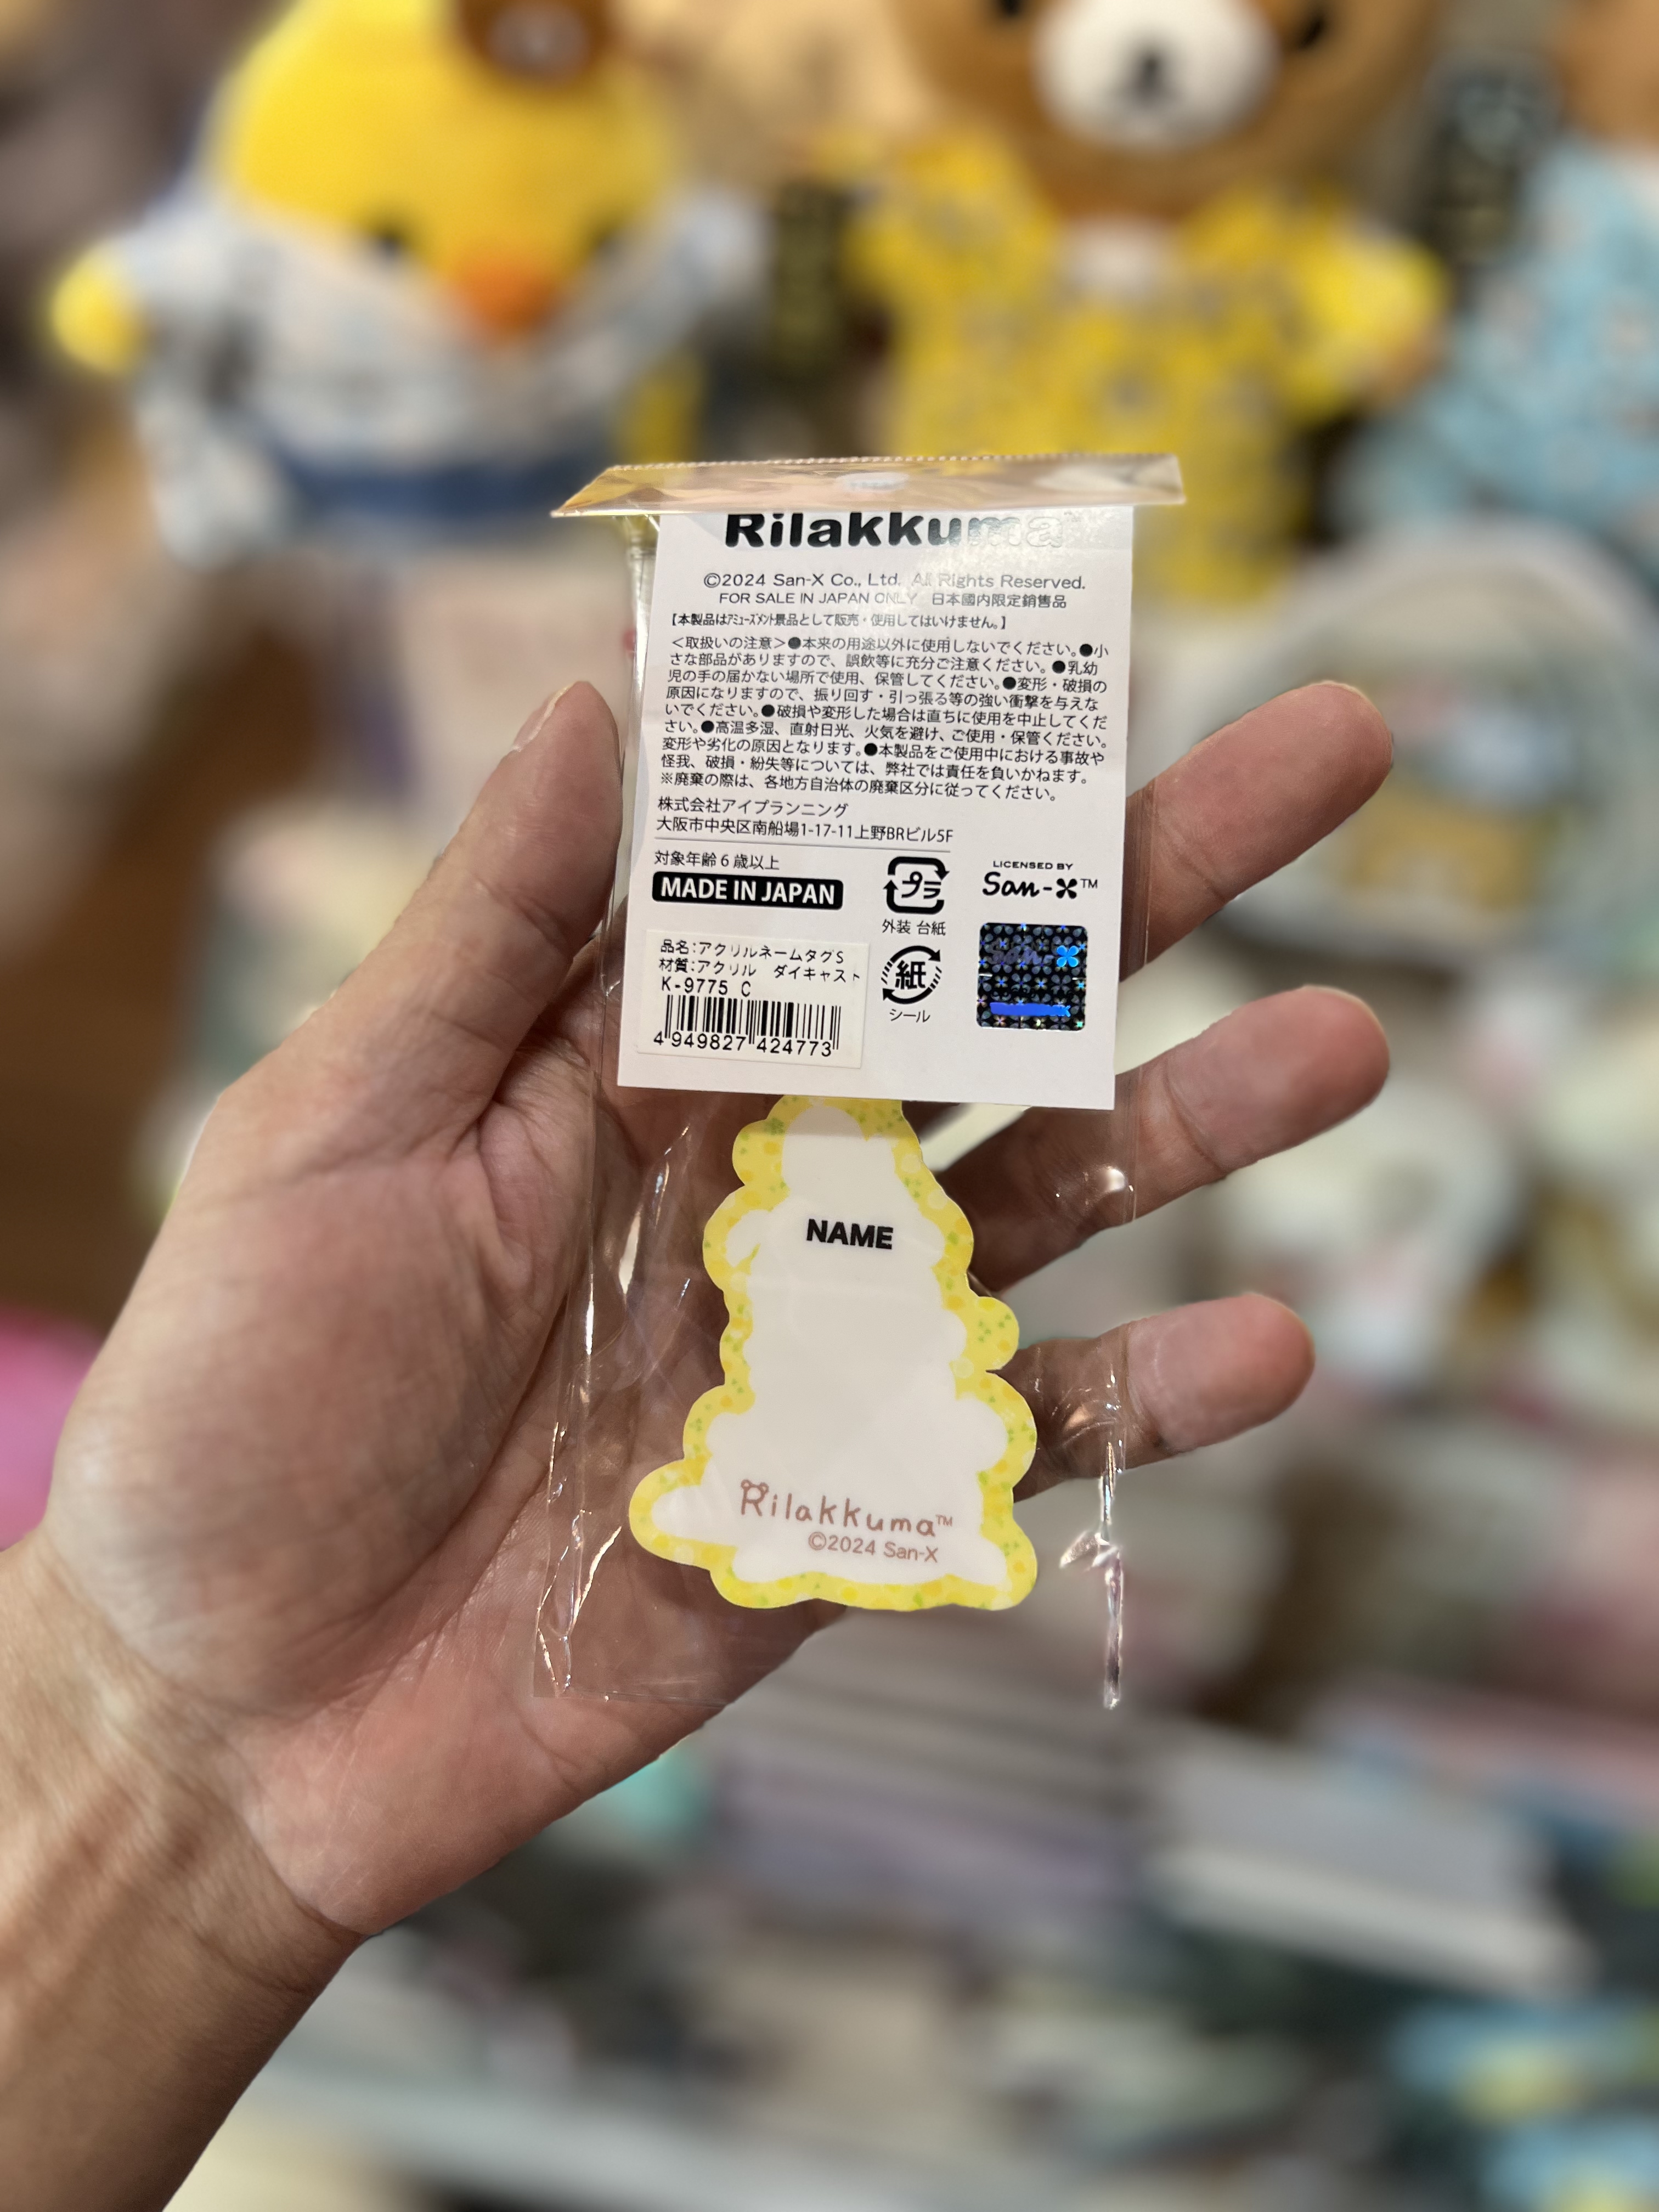 Rilakkuma
©2024 San-X Co., Ltd. All Rights Reserved.
FOR SALE IN JAPAN ONLY 日本國内限定銷售品
【本製品はアミューズメント景品として販売・使用してはいけません。】
＜取扱いの注意＞●本来の用途以外に使用しないでください。●小
さな部品がありますので、誤飲等に充分ご注意ください。●乳幼
児の手の届かない場所で使用、保管してください。●変形・破損の
原因になりますので、振り回す・引っ張る等の強い衝撃を与えな
いでください。●破損や変形した場合は直ちに使用を中止してくだ
さい。●高温多湿、直射日光、火気を避け、ご使用・保管ください。
変形や劣化の原因となります。●本製品をご使用中における事故や
怪我、破損・紛失等については、弊社では責任を負いかねます。
※廃棄の際は、各地方自治体の廃棄区分に従ってください。
株式会社アイプランニング
大阪市中央区南船場1-17-11上野BRビル5F
対象年齢6歳以上
MADE IN JAPAN
プラ
外装 台紙
紙
シール
LICENSED BY
San-X™
品名:アクリルネームタグS
材質:アクリル ダイキャスト
K-9775 C
4 949827 424773
NAME
Rilakkuma™
©2024 San-X